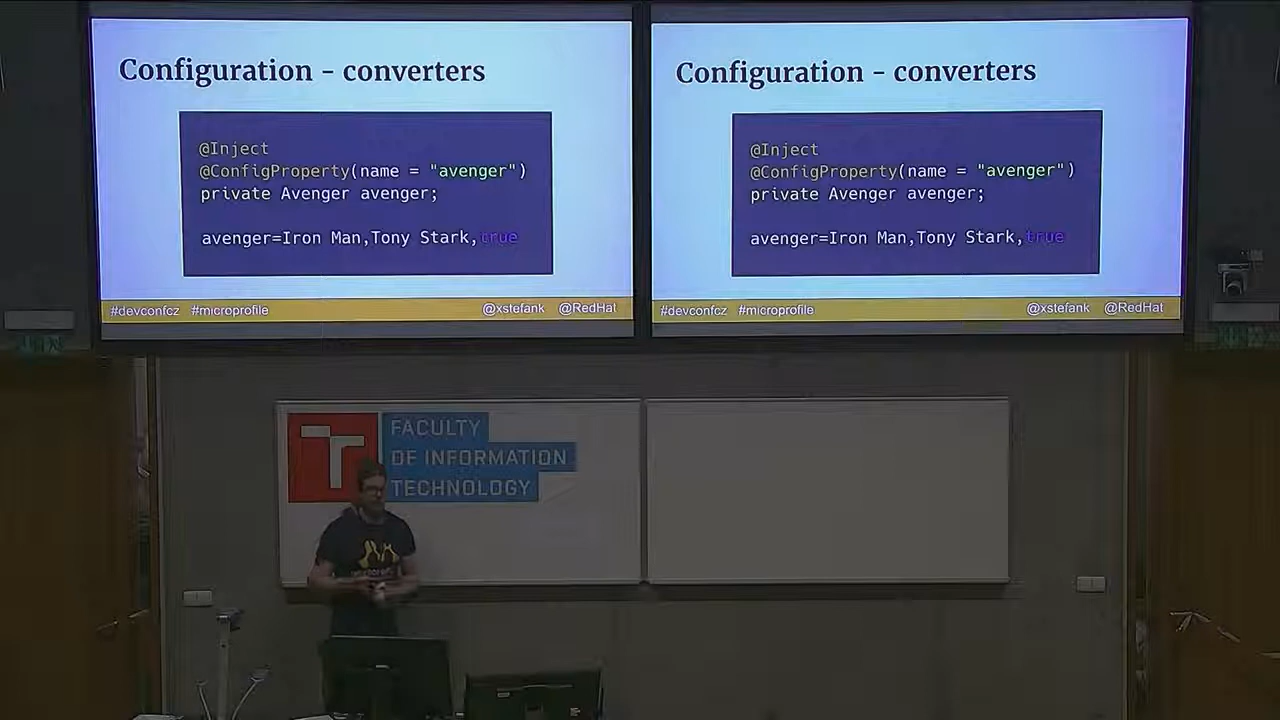 Configuration - converters
@Inject
@ConfigProperty(name = "avenger")
private Avenger avenger;
avenger=Iron Man,Tony Stark,true
#devconfcz #microprofile @xstefank @RedHat
Configuration - converters
@Inject
@ConfigProperty(name = "avenger")
private Avenger avenger;
avenger=Iron Man,Tony Stark,true
#devconfcz #microprofile @xstefank @RedHat
FACULTY
OF INFORMATION
TECHNOLOGY